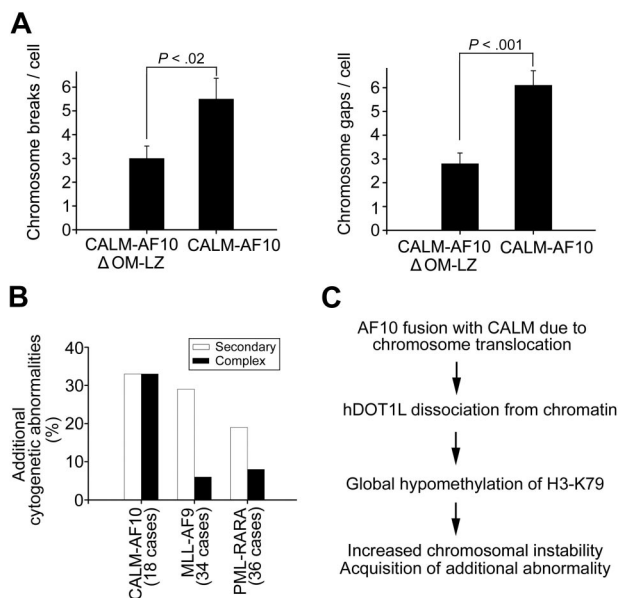 A
P < .02
Chromosome breaks / cell
6
5
4
3
2
1
0
CALM-AF10
Δ OM-LZ
CALM-AF10
P < .001
Chromosome gaps / cell
6
5
4
3
2
1
0
CALM-AF10
Δ OM-LZ
CALM-AF10
B
Additional
cytogenetic abnormalities
(%)
40
30
20
10
0
Secondary
Complex
CALM-AF10
(18 cases)
MLL-AF9
(34 cases)
PML-RARA
(36 cases)
C
AF10 fusion with CALM due to
chromosome translocation
hDOT1L dissociation from chromatin
Global hypomethylation of H3-K79
Increased chromosomal instability
Acquisition of additional abnormality